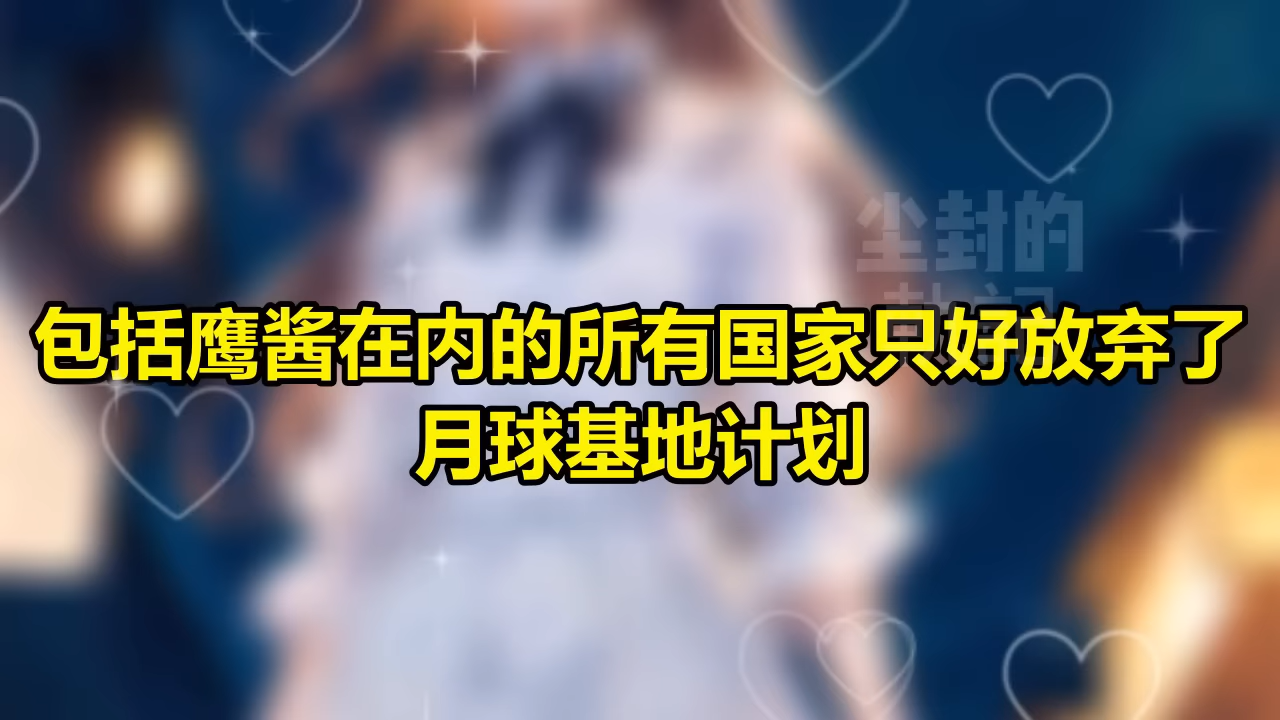 尘封的
包括鹰酱在内的所有国家只好放弃了
月球基地计划